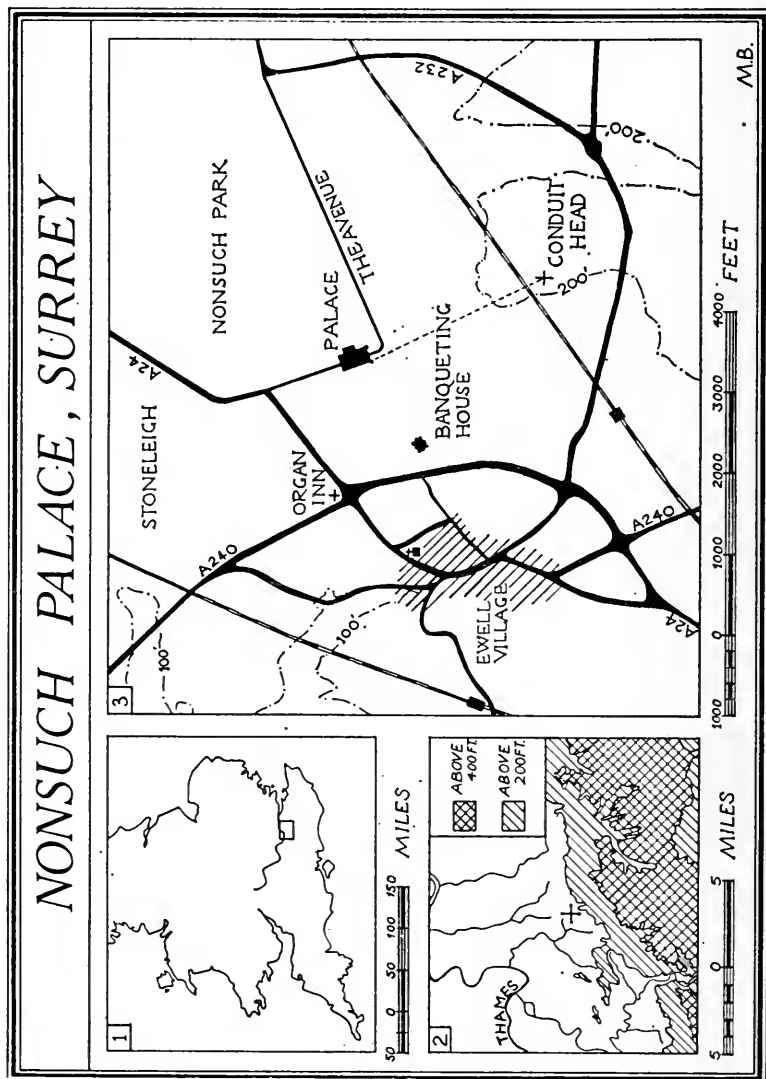 NONSUCH PALACE, SURREY
1
50 0 50 100 150
MILES
2
THAMES
ABOVE
400 FT.
ABOVE
200 FT.
5 0 5
MILES
3
STONELEIGH
A24
NONSUCH PARK
100'
A240
ORGAN
INN
PALACE
THE AVENUE
A232
100'
BANQUETING
HOUSE
EWELL
VILLAGE
CONDUIT
HEAD
200'
200'
A240
A24
1000 0 1000 2000 3000 4000
FEET
M.B.